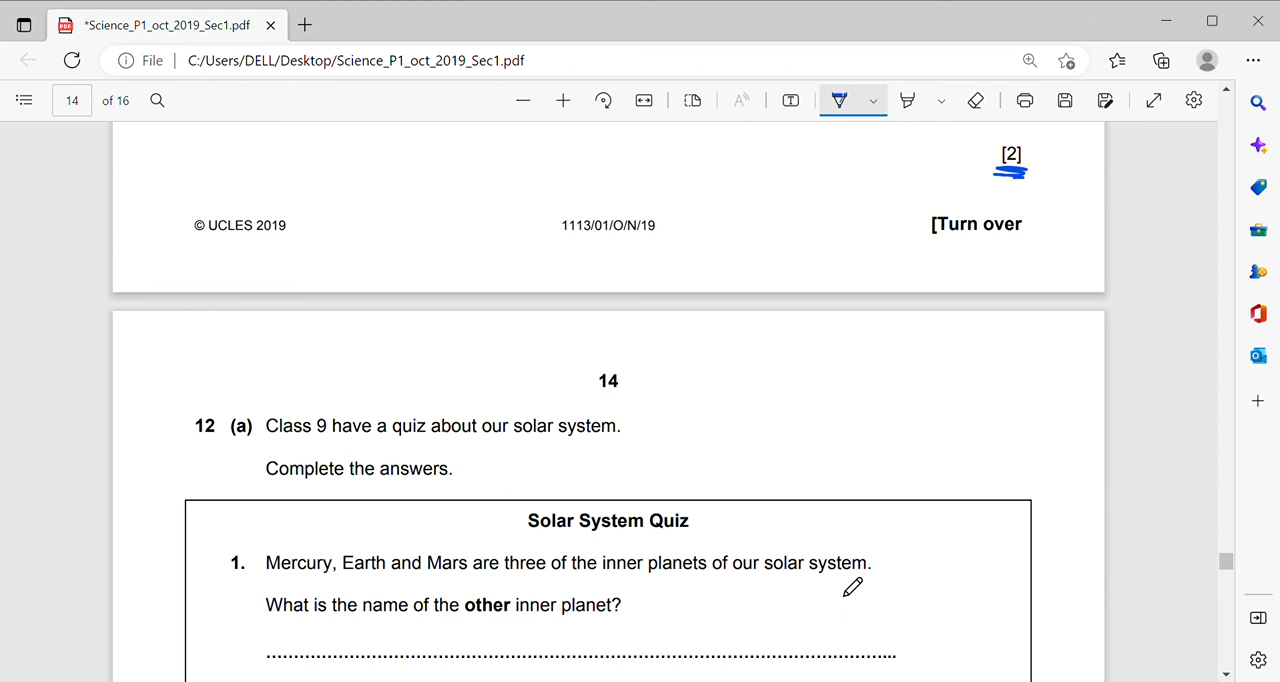 *Science_P1_oct_2019_Sec1.pdf
File
C:/Users/DELL/Desktop/Science_P1_oct_2019_Sec1.pdf
14 of 16
[2]
© UCLES 2019 1113/01/O/N/19 [Turn over
14
12 (a) Class 9 have a quiz about our solar system.
Complete the answers.
Solar System Quiz
1. Mercury, Earth and Mars are three of the inner planets of our solar system.
What is the name of the other inner planet?